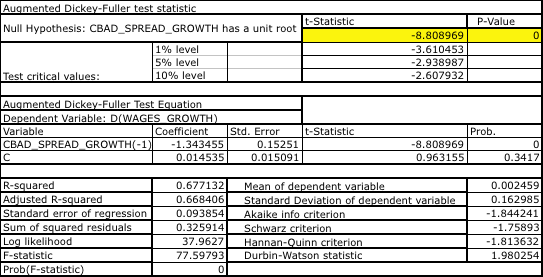 Augmented Dickey-Fuller test statistic
Null Hypothesis: CBAD_SPREAD_GROWTH has a unit root t-Statistic P-Value
-8.808969 0
1% level -3.610453
5% level -2.938987
Test critical values: 10% level -2.607932
Augmented Dickey-Fuller Test Equation
Dependent Variable: D(WAGES_GROWTH)
Variable Coefficient Std. Error t-Statistic Prob.
CBAD_SPREAD_GROWTH(-1) -1.343455 0.15251 -8.808969 0
C 0.014535 0.015091 0.963155 0.3417
R-squared 0.677132 Mean of dependent variable 0.002459
Adjusted R-squared 0.668406 Standard Deviation of dependent variable 0.162985
Standard error of regression 0.093854 Akaike info criterion -1.844241
Sum of squared residuals 0.325914 Schwarz criterion -1.75893
Log likelihood 37.9627 Hannan-Quinn criterion -1.813632
F-statistic 77.59793 Durbin-Watson statistic 1.980254
Prob(F-statistic) 0